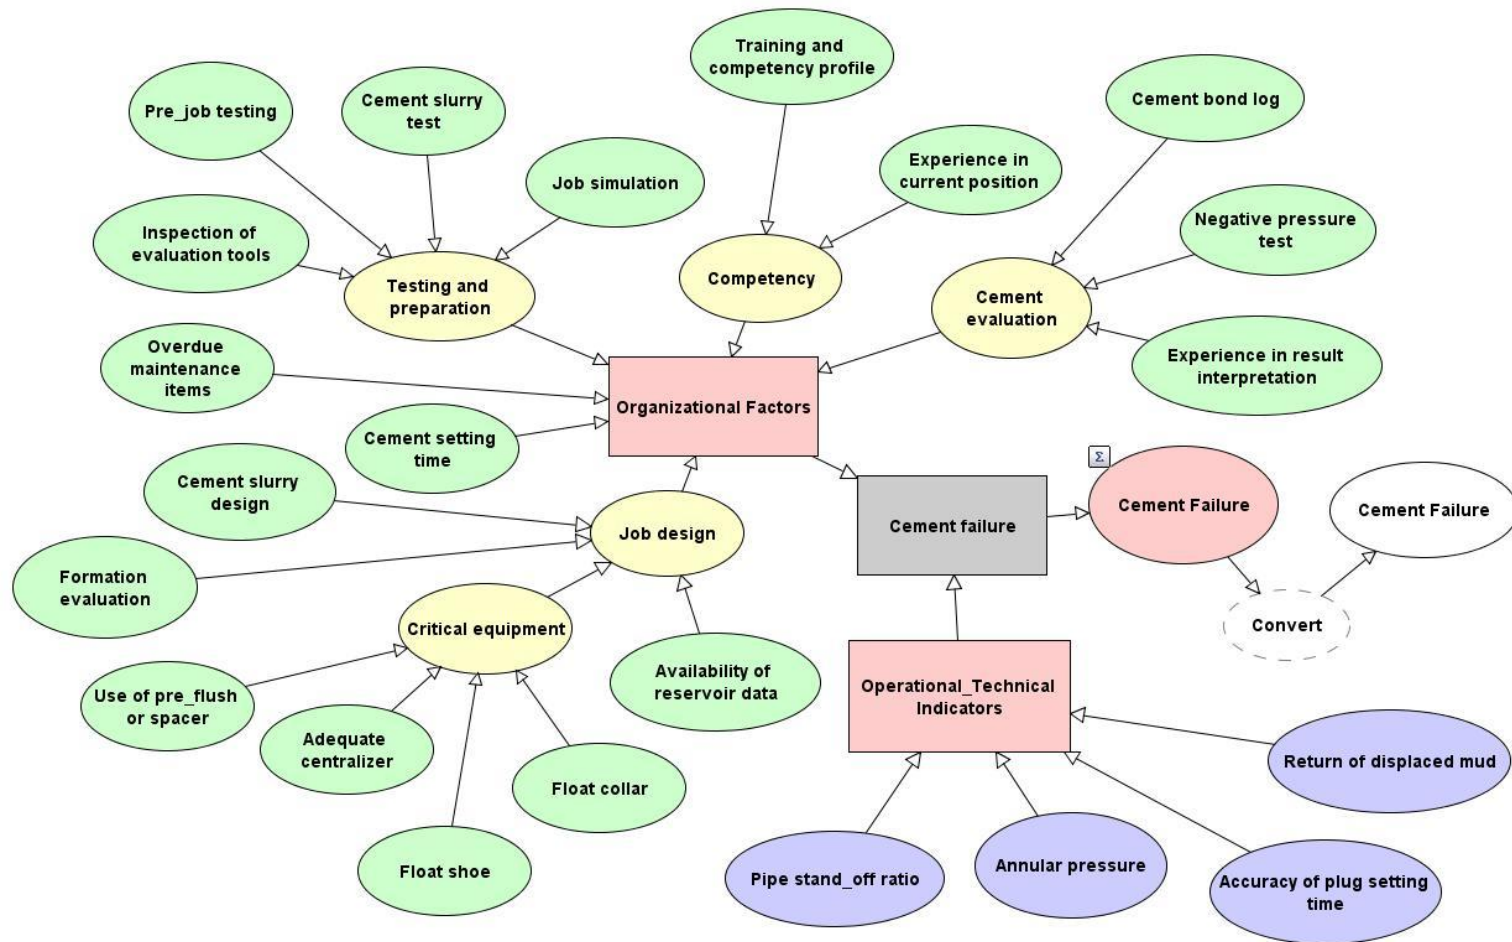 Training and
competency profile
Pre_job testing
Cement slurry
test
Cement bond log
Job simulation
Experience in
current position
Inspection of
evaluation tools
Negative pressure
test
Testing and
preparation
Competency
Cement
evaluation
Overdue
maintenance
items
Experience in result
interpretation
Organizational Factors
Cement setting
time
Cement slurry
design
Σ
Cement Failure
Cement Failure
Job design
Cement failure
Formation
evaluation
Critical equipment
Convert
Availability of
reservoir data
Operational_Technical
Indicators
Use of pre_flush
or spacer
Adequate
centralizer
Float collar
Return of displaced mud
Float shoe
Pipe stand_off ratio
Annular pressure
Accuracy of plug setting
time